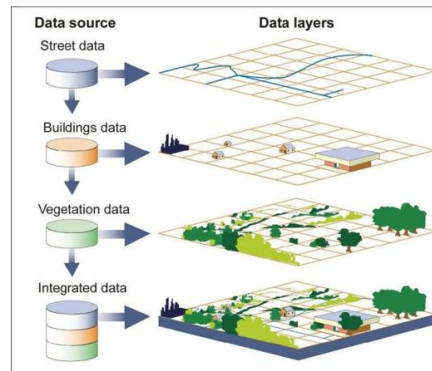 Data source
Data layers
Street data
Buildings data
Vegetation data
Integrated data